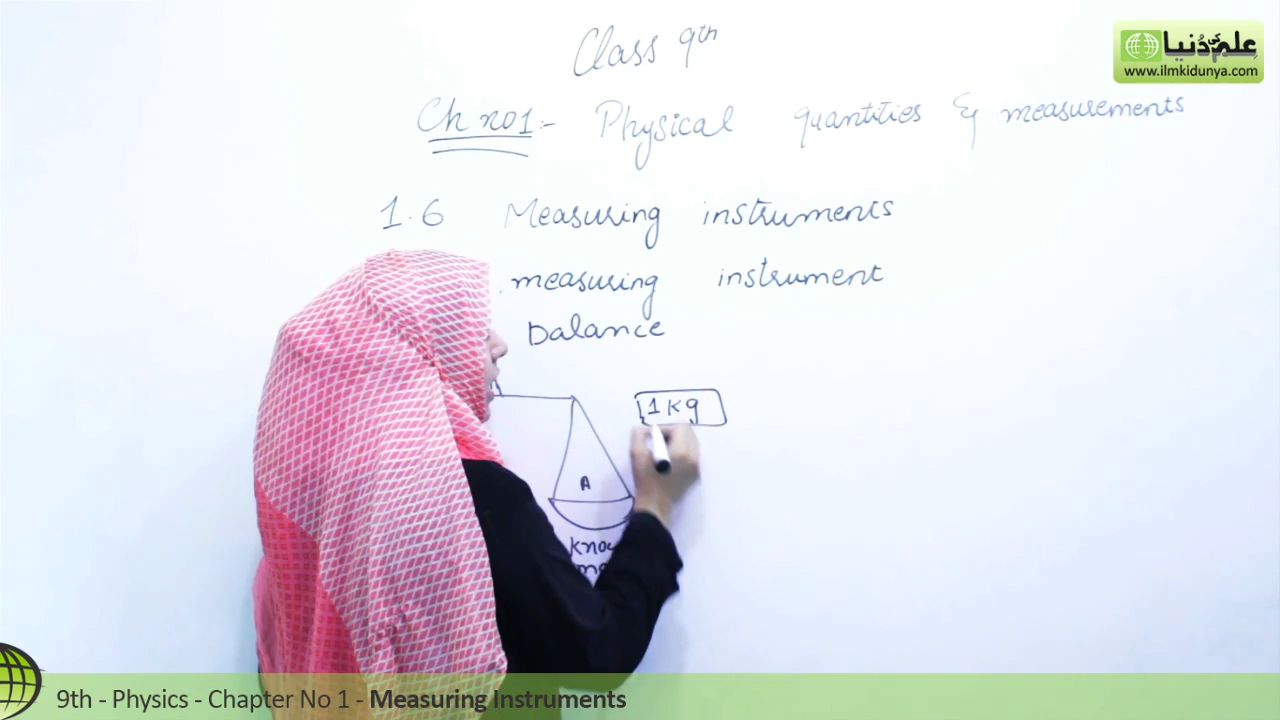 Class 9th
علم کی دنیا
www.ilmkidunya.com
Ch no1:- Physical quantities & measurements
1.6 Measuring instruments
measuring instrument
balance
1 kg
A
9th - Physics - Chapter No 1 - Measuring Instruments